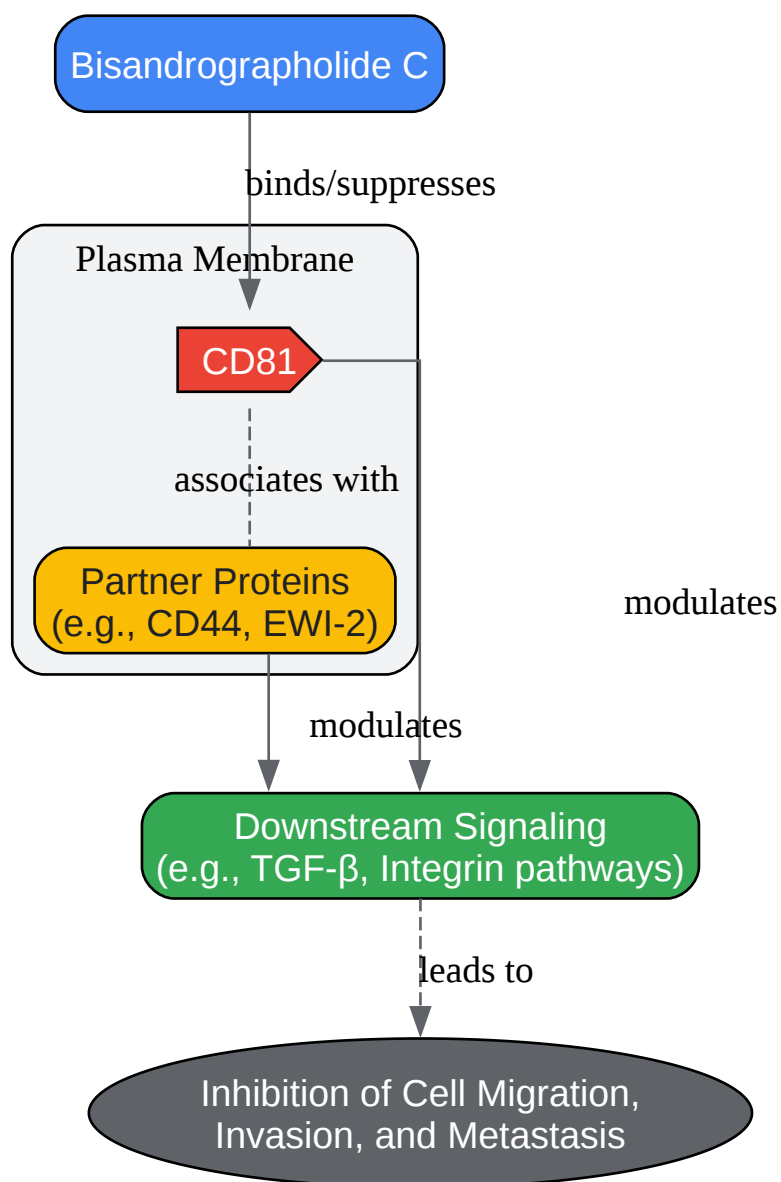 Bisandrographolide C
binds/suppresses
Plasma Membrane
CD81
associates with
Partner Proteins
(e.g., CD44, EWI-2)
modulates
modulates
Downstream Signaling
(e.g., TGF-β, Integrin pathways)
leads to
Inhibition of Cell Migration,
Invasion, and Metastasis